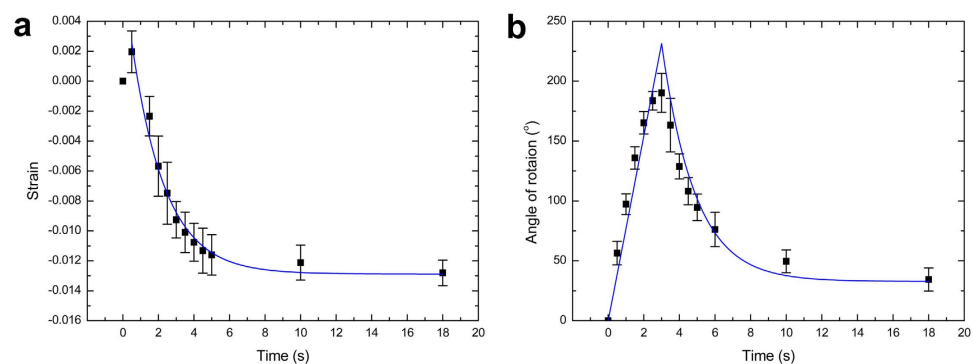 a
0.004
0.002
0.000
-0.002
-0.004
-0.006
-0.008
-0.010
-0.012
-0.014
-0.016
Strain
0 2 4 6 8 10 12 14 16 18 20
Time (s)
b
250
200
150
100
50
0
Angle of rotaion (°)
0 2 4 6 8 10 12 14 16 18 20
Time (s)